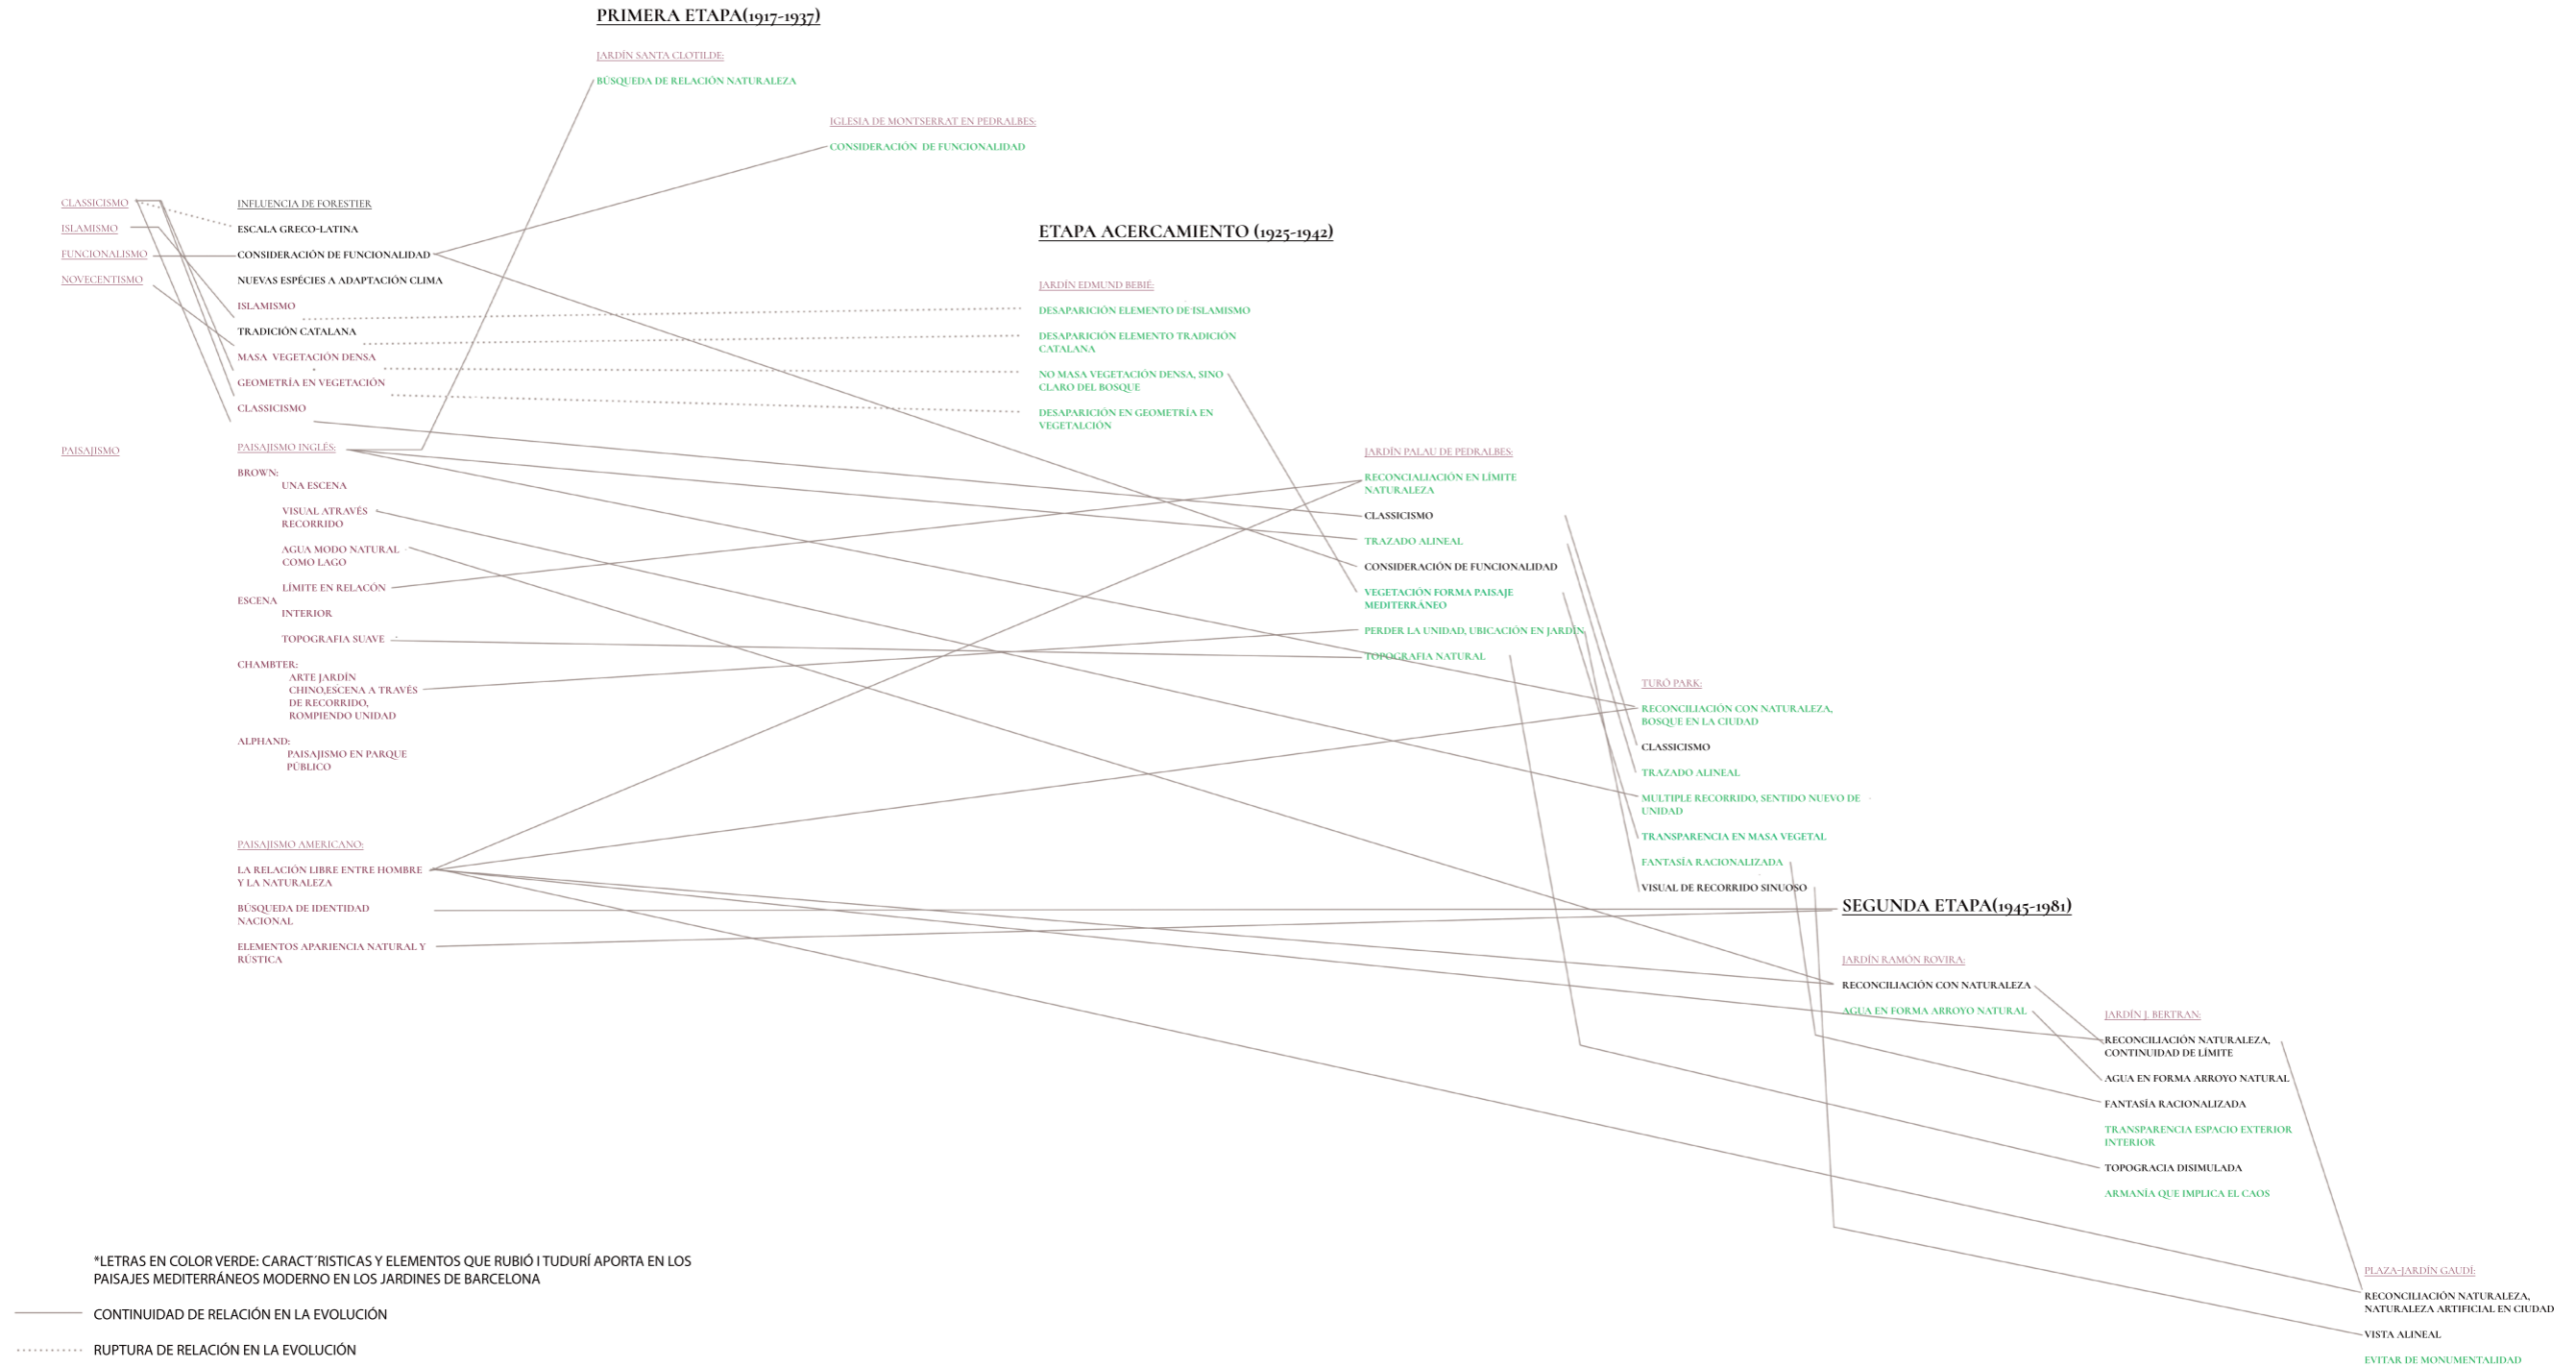 PRIMERA ETAPA(1917-1937)
JARDÍN SANTA CLOTILDE:
BÚSQUEDA DE RELACIÓN NATURALEZA
IGLESIA DE MONTSERRAT EN PEDRALBES:
CONSIDERACIÓN DE FUNCIONALIDAD
CLASSICISMO
ISLAMISMO
FUNCIONALISMO
NOVECENTISMO
PAISAJISMO
INFLUENCIA DE FORESTIER
ESCALA GRECO-LATINA
CONSIDERACIÓN DE FUNCIONALIDAD
NUEVAS ESPÉCIES A ADAPTACIÓN CLIMA
ISLAMISMO
TRADICIÓN CATALANA
MASA VEGETACIÓN DENSA
GEOMETRÍA EN VEGETACIÓN
CLASSICISMO
PAISAJISMO INGLÉS:
BROWN:
UNA ESCENA
VISUAL ATRAVÉS
RECORRIDO
AGUA MODO NATURAL
COMO LAGO
LÍMITE EN RELACÓN
ESCENA
INTERIOR
TOPOGRAFIA SUAVE
CHAMBTER:
ARTE JARDÍN
CHINO,ESCENA A TRAVÉS
DE RECORRIDO,
ROMPIENDO UNIDAD
ALPHAND:
PAISAJISMO EN PARQUE
PÚBLICO
PAISAJISMO AMERICANO:
LA RELACIÓN LIBRE ENTRE HOMBRE
Y LA NATURALEZA
BÚSQUEDA DE IDENTIDAD
NACIONAL
ELEMENTOS APARIENCIA NATURAL Y
RÚSTICA
ETAPA ACERCAMIENTO (1925-1942)
JARDÍN EDMUND BEBIÉ:
DESAPARICIÓN ELEMENTO DE ISLAMISMO
DESAPARICIÓN ELEMENTO TRADICIÓN
CATALANA
NO MASA VEGETACIÓN DENSA, SINO
CLARO DEL BOSQUE
DESAPARICIÓN EN GEOMETRÍA EN
VEGETALCIÓN
JARDÍN PALAU DE PEDRALBES:
RECONCIALIACIÓN EN LÍMITE
NATURALEZA
CLASSICISMO
TRAZADO ALINEAL
CONSIDERACIÓN DE FUNCIONALIDAD
VEGETACIÓN FORMA PAISAJE
MEDITERRÁNEO
PERDER LA UNIDAD, UBICACIÓN EN JARDÍN
TOPOGRAFIA NATURAL
TURÓ PARK:
RECONCILIACIÓN CON NATURALEZA,
BOSQUE EN LA CIUDAD
CLASSICISMO
TRAZADO ALINEAL
MULTIPLE RECORRIDO, SENTIDO NUEVO DE
UNIDAD
TRANSPARENCIA EN MASA VEGETAL
FANTASÍA RACIONALIZADA
VISUAL DE RECORRIDO SINUOSO
SEGUNDA ETAPA(1945-1981)
JARDÍN RAMÓN ROVIRA:
RECONCILIACIÓN CON NATURALEZA
AGUA EN FORMA ARROYO NATURAL
JARDÍN J. BERTRAN:
RECONCILIACIÓN NATURALEZA,
CONTINUIDAD DE LÍMITE
AGUA EN FORMA ARROYO NATURAL
FANTASÍA RACIONALIZADA
TRANSPARENCIA ESPACIO EXTERIOR
INTERIOR
TOPOGRACIA DISIMULADA
ARMANÍA QUE IMPLICA EL CAOS
PLAZA-JARDÍN GAUDÍ:
RECONCILIACIÓN NATURALEZA,
NATURALEZA ARTIFICIAL EN CIUDAD
VISTA ALINEAL
EVITAR DE MONUMENTALIDAD
*LETRAS EN COLOR VERDE: CARACT´RISTICAS Y ELEMENTOS QUE RUBIÓ I TUDURÍ APORTA EN LOS
PAISAJES MEDITERRÁNEOS MODERNO EN LOS JARDINES DE BARCELONA
CONTINUIDAD DE RELACIÓN EN LA EVOLUCIÓN
RUPTURA DE RELACIÓN EN LA EVOLUCIÓN